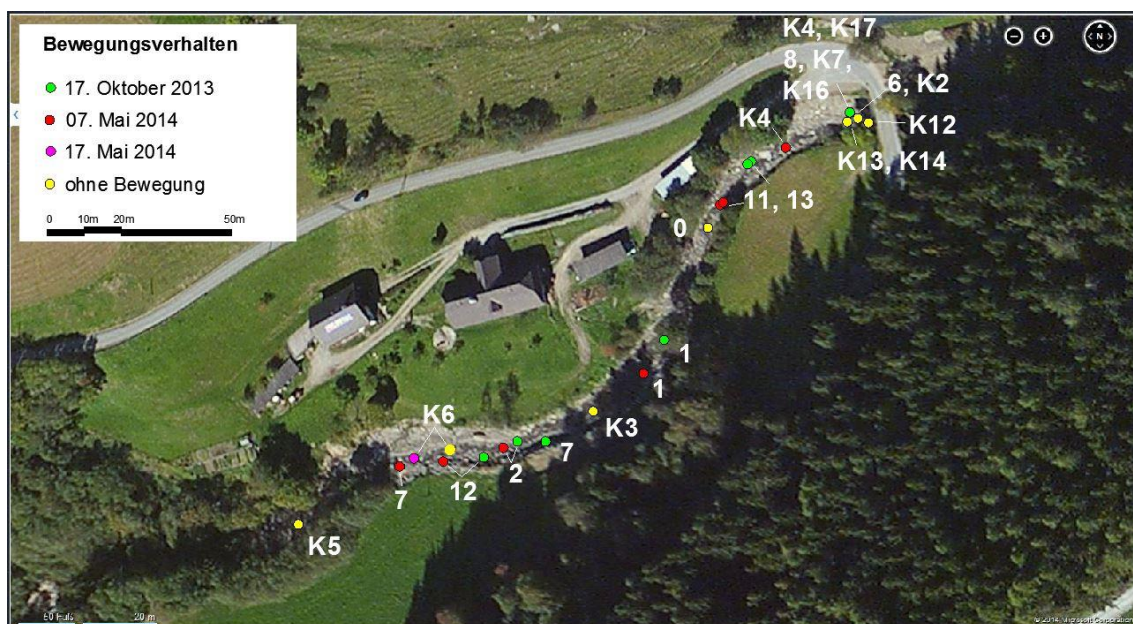 Bewegungsverhalten
17. Oktober 2013
07. Mai 2014
17. Mai 2014
ohne Bewegung
0 10m 20m 50m
K4, K17
8, K7,
K16
6, K2
K12
K4
K13, K14
11, 13
0
1
1
K3
K6
7
2
12
7
K5
50 Fuß 20 m
© 2014 Microsoft Corporation
N